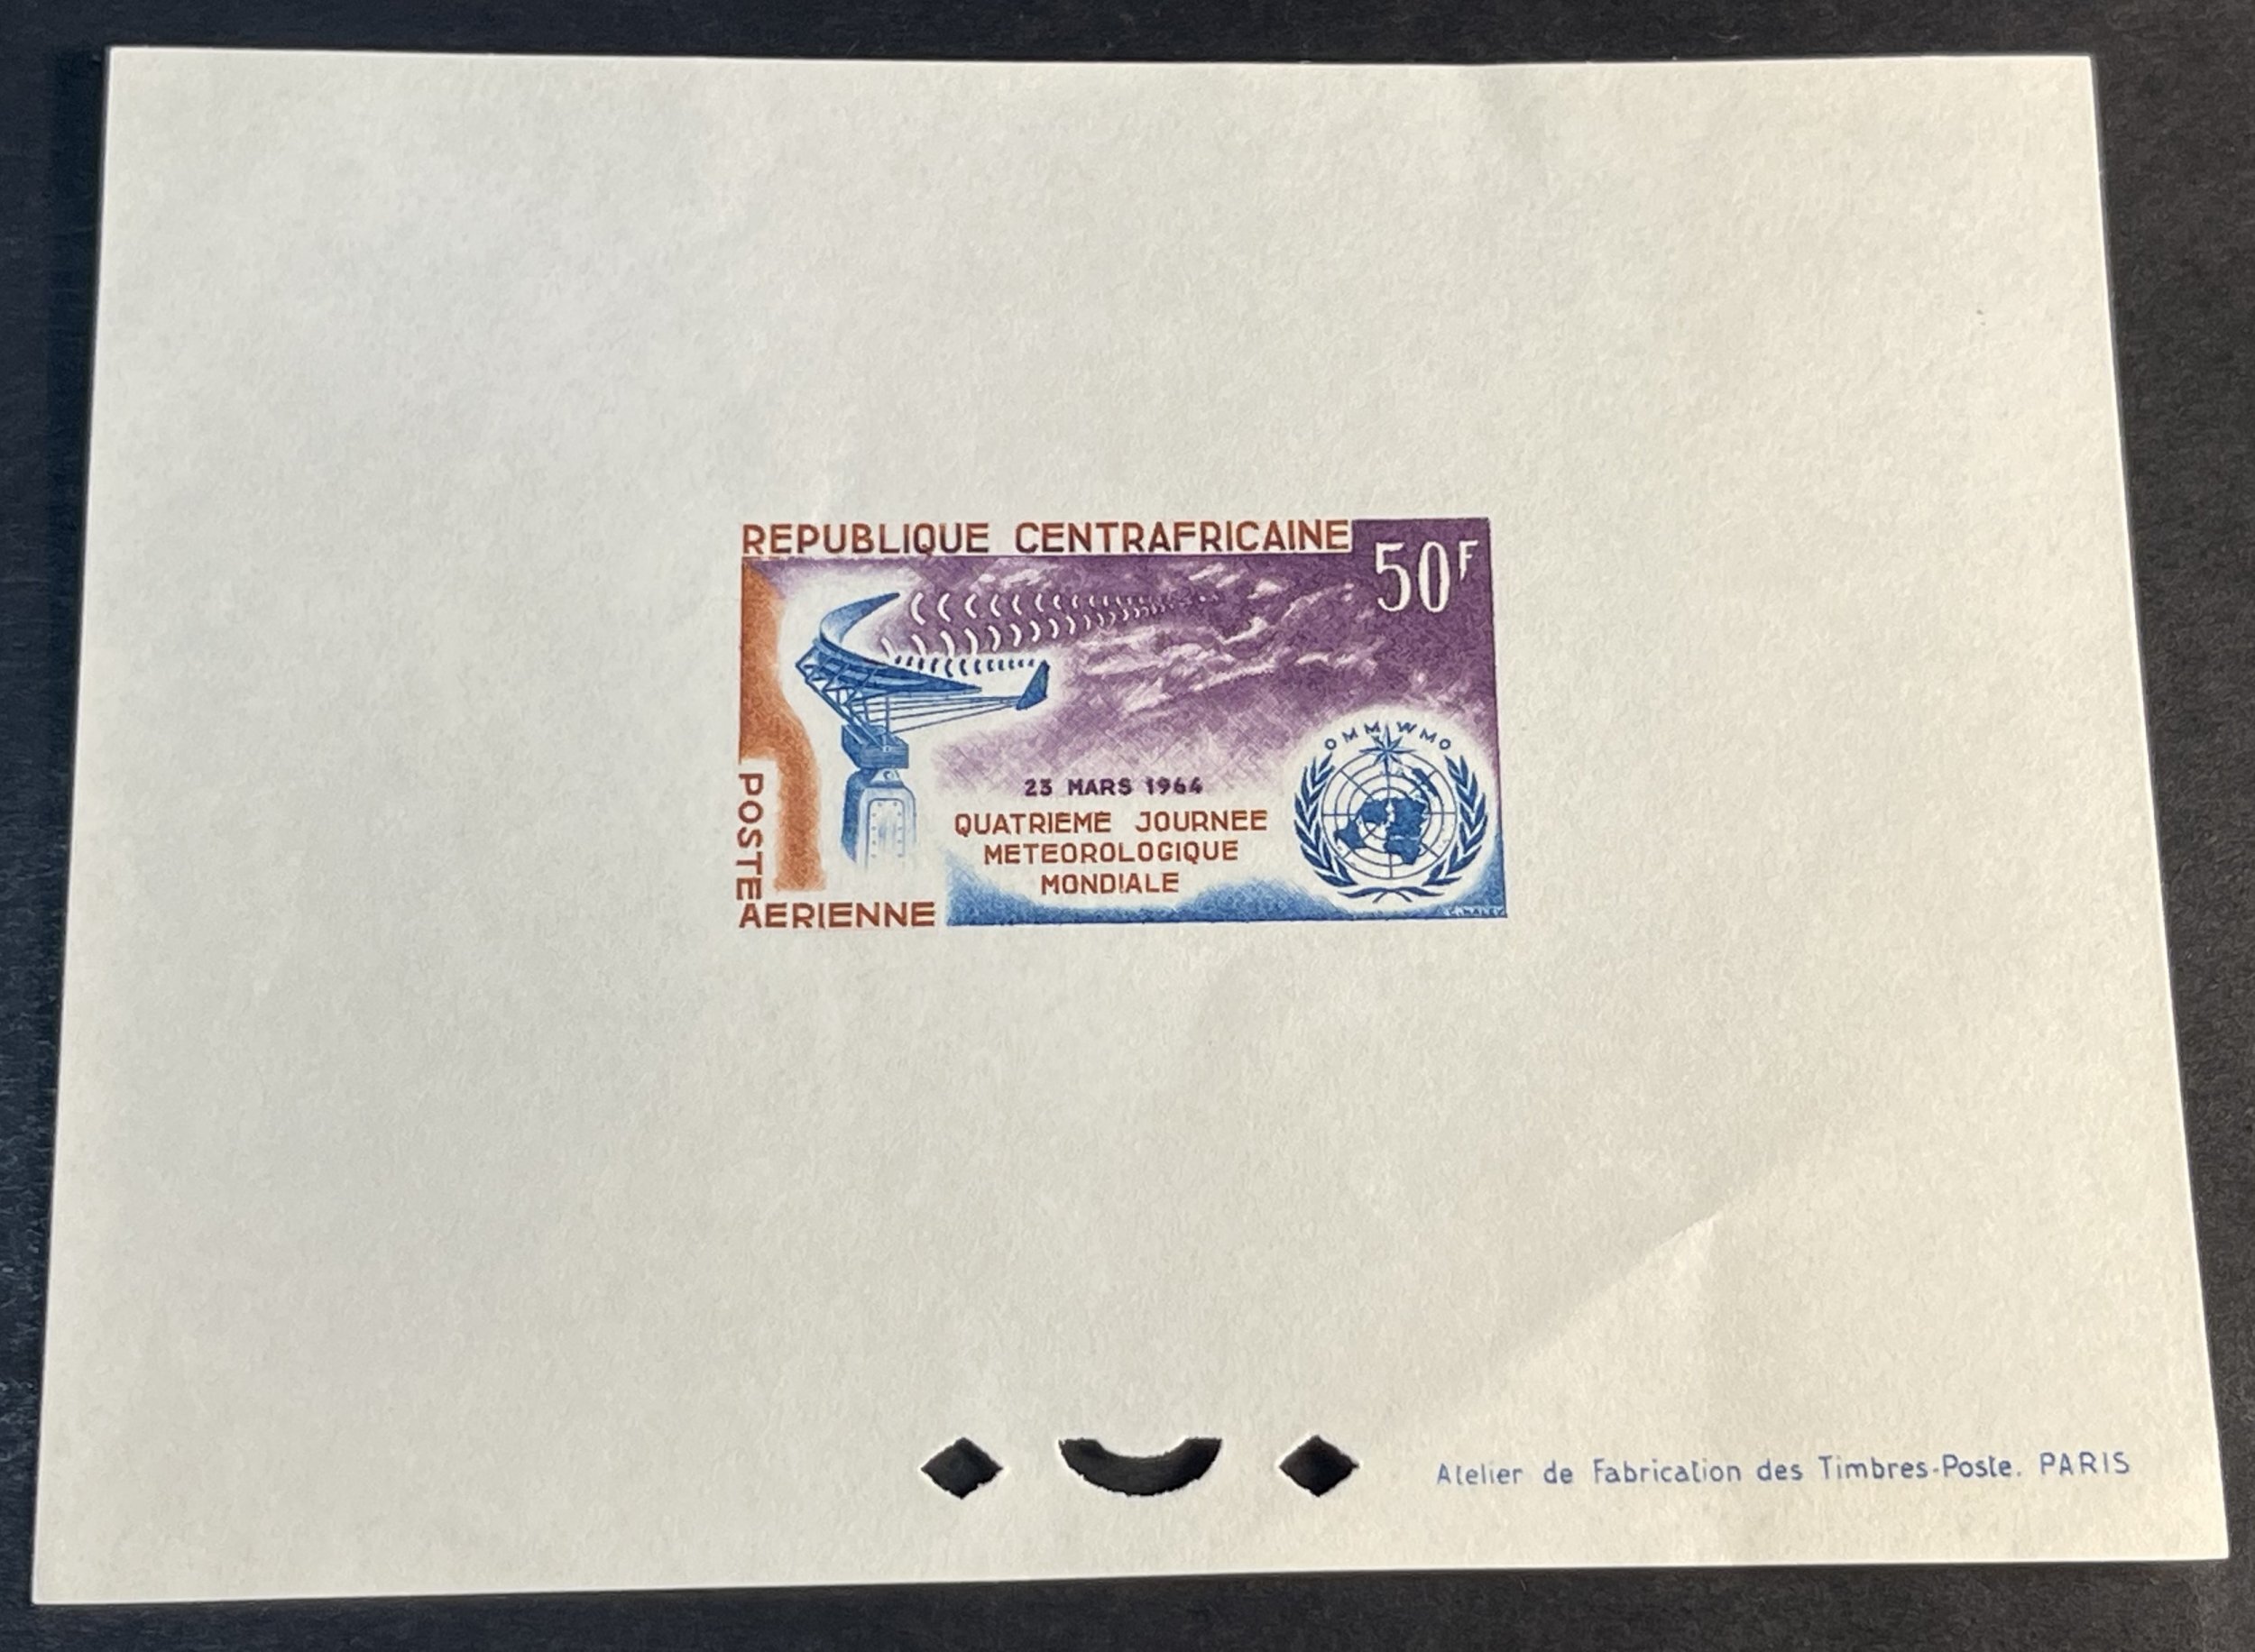 REPUBLIQUE CENTRAFRICAINE
50F
OMM WMO
23 MARS 1964
QUATRIEME JOURNEE
METEOROLOGIQUE
MONDIALE
POSTE
AERIENNE
Atelier de Fabrication des Timbres-Poste. PARIS